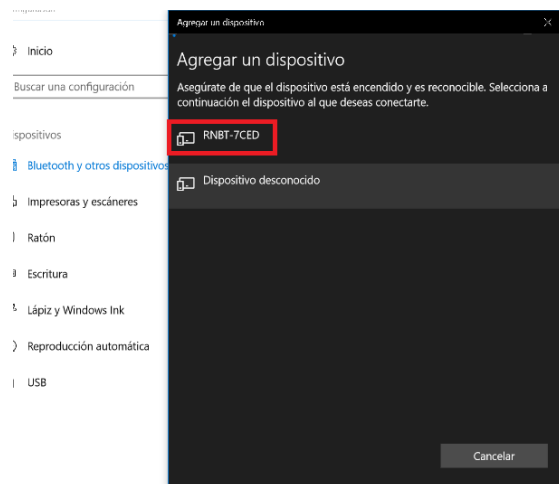 Inicio
Buscar una configuración
ispositivos
Bluetooth y otros dispositivos
Impresoras y escáneres
Ratón
Escritura
Lápiz y Windows Ink
Reproducción automática
USB
Agregar un dispositivo
Agregar un dispositivo
Asegúrate de que el dispositivo está encendido y es reconocible. Selecciona a
continuación el dispositivo al que deseas conectarte.
RNBT-7CED
Dispositivo desconocido
Cancelar